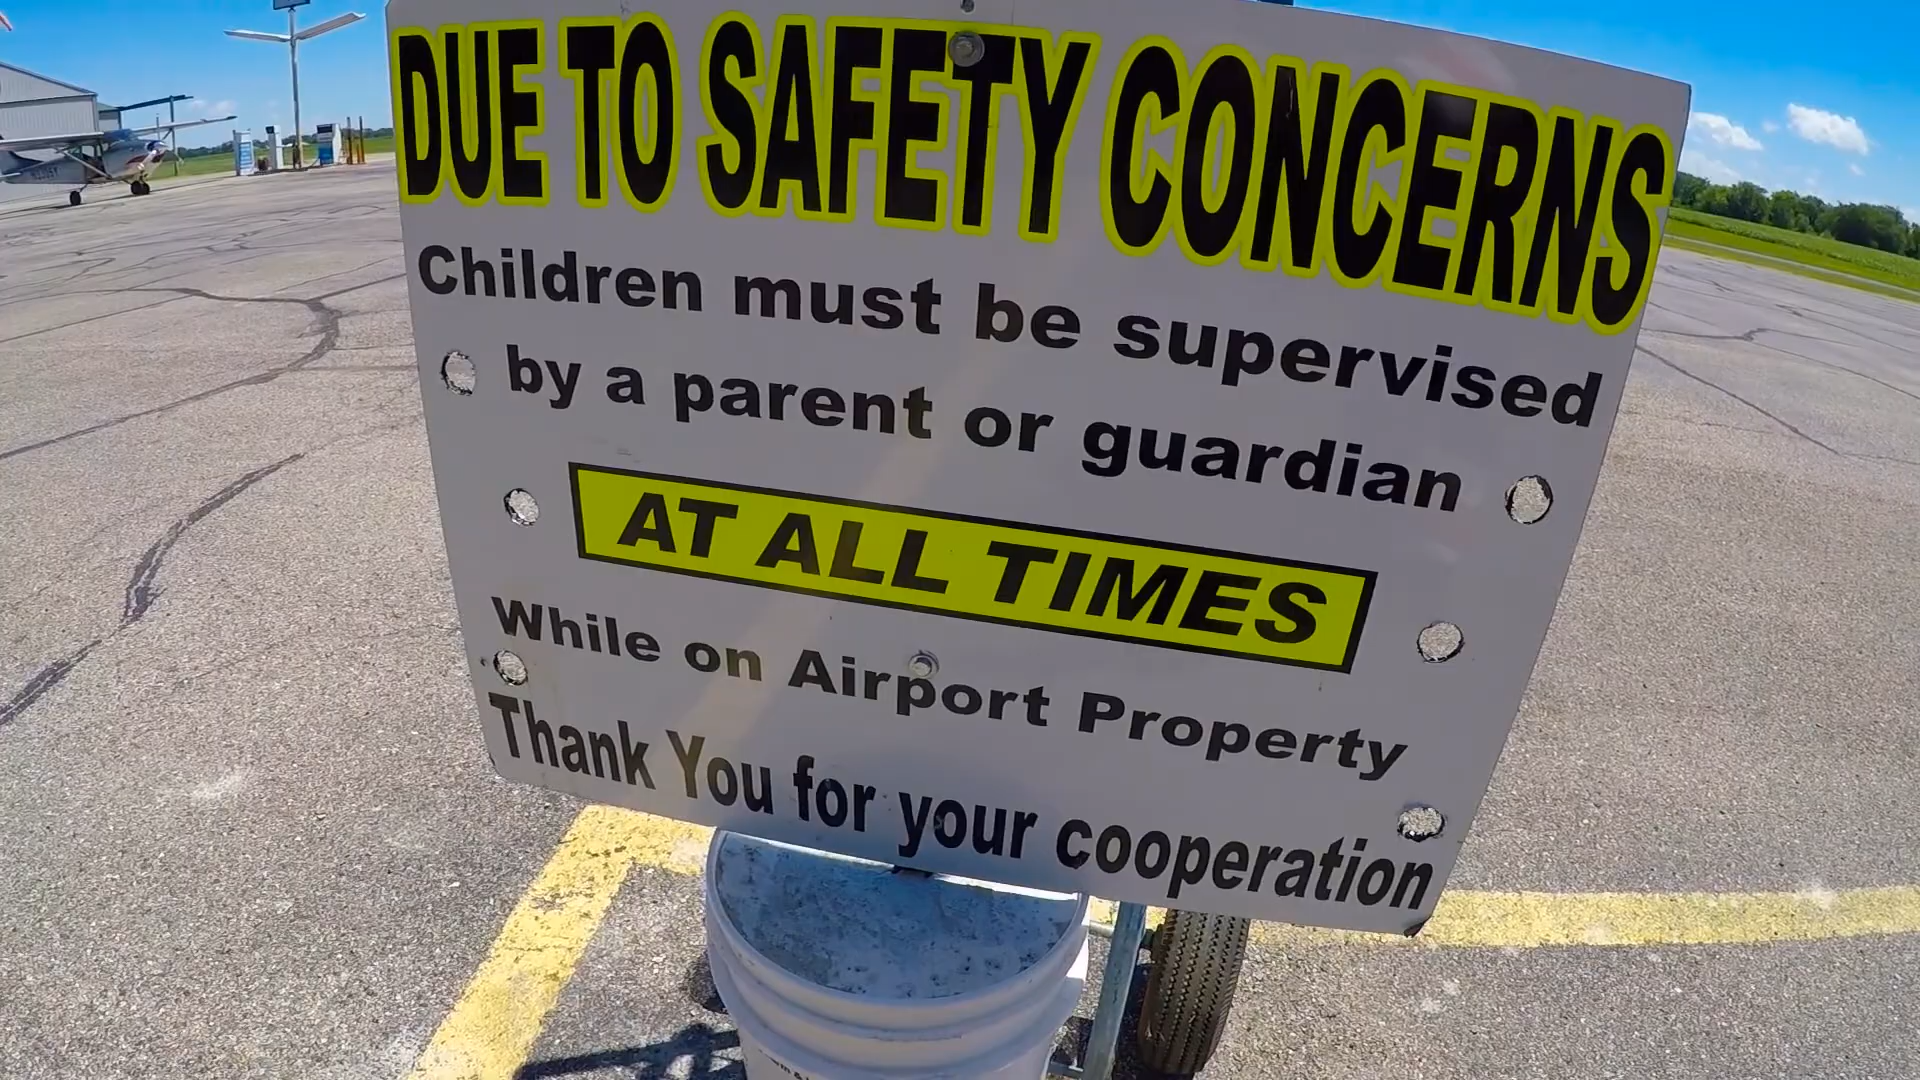 DUE TO SAFETY CONCERNS
Children must be supervised
by a parent or guardian
AT ALL TIMES
While on Airport Property
Thank You for your cooperation